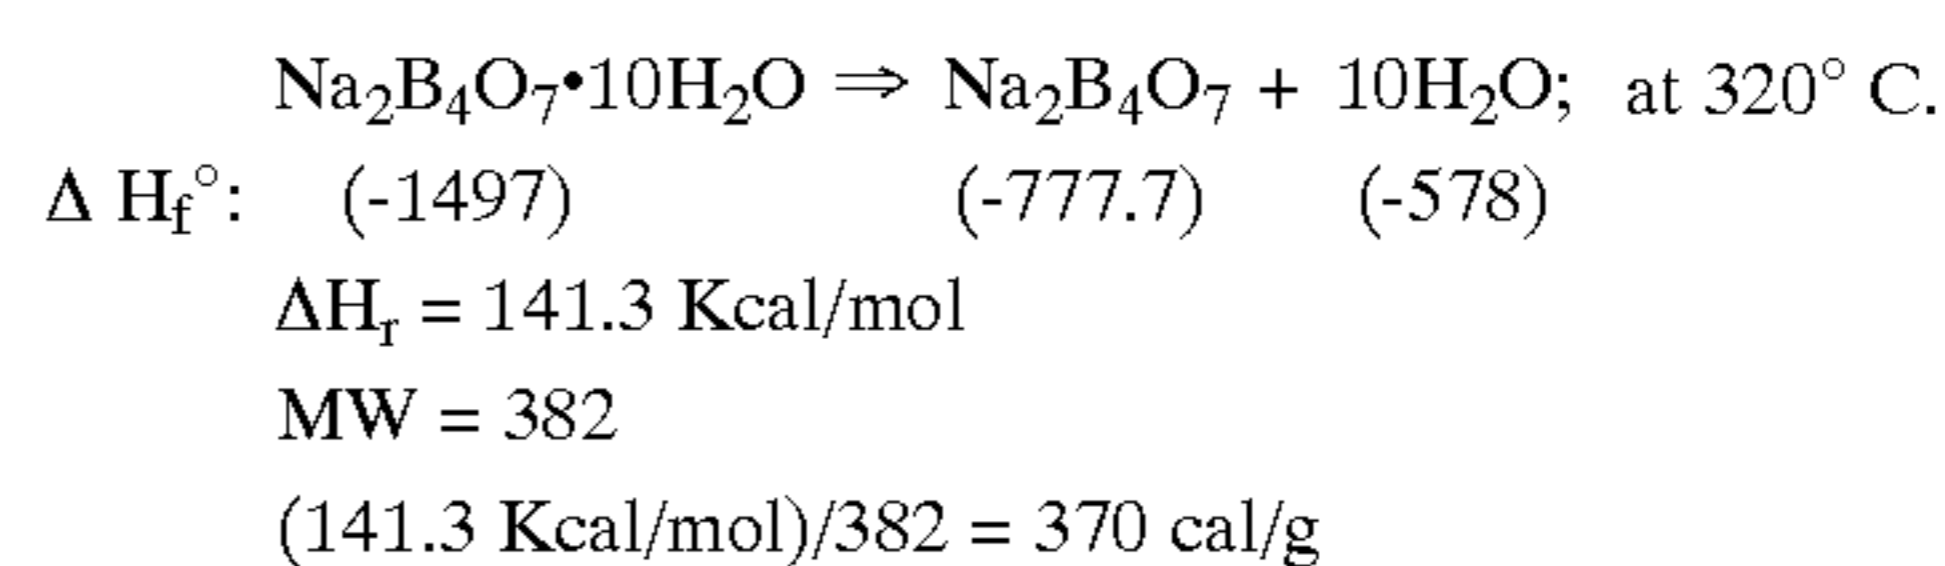 Na₂B₄O₇•10H₂O ⇒ Na₂B₄O₇ + 10H₂O; at 320° C.
Δ H_f°: (-1497) (-777.7) (-578)
ΔHᵣ = 141.3 Kcal/mol
MW = 382
(141.3 Kcal/mol)/382 = 370 cal/g